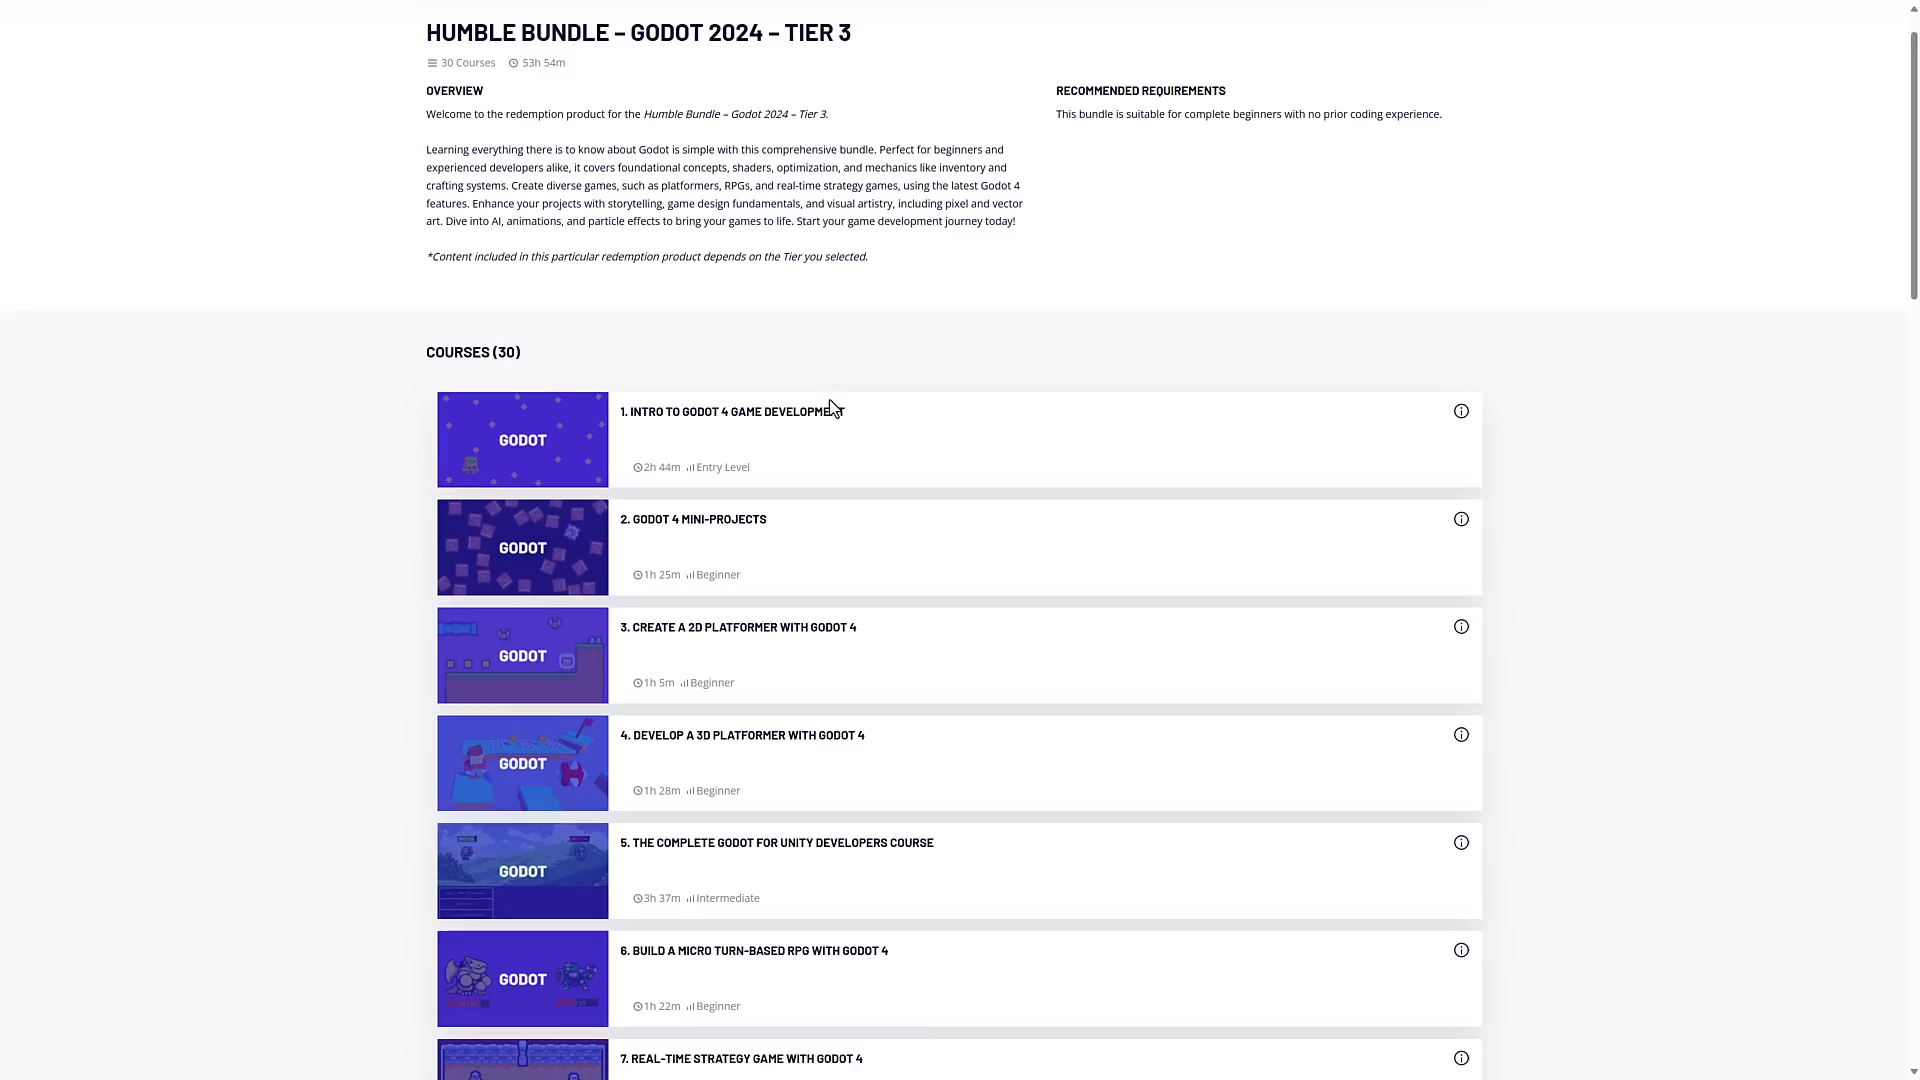 HUMBLE BUNDLE – GODOT 2024 – TIER 3
30 Courses 53h 54m
OVERVIEW
Welcome to the redemption product for the Humble Bundle – Godot 2024 – Tier 3.
Learning everything there is to know about Godot is simple with this comprehensive bundle. Perfect for beginners and
experienced developers alike, it covers foundational concepts, shaders, optimization, and mechanics like inventory and
crafting systems. Create diverse games, such as platformers, RPGs, and real-time strategy games, using the latest Godot 4
features. Enhance your projects with storytelling, game design fundamentals, and visual artistry, including pixel and vector
art. Dive into AI, animations, and particle effects to bring your games to life. Start your game development journey today!
*Content included in this particular redemption product depends on the Tier you selected.
RECOMMENDED REQUIREMENTS
This bundle is suitable for complete beginners with no prior coding experience.
COURSES (30)
GODOT
1. INTRO TO GODOT 4 GAME DEVELOPMENT
2h 44m Entry Level
GODOT
2. GODOT 4 MINI-PROJECTS
1h 25m Beginner
GODOT
3. CREATE A 2D PLATFORMER WITH GODOT 4
1h 5m Beginner
GODOT
4. DEVELOP A 3D PLATFORMER WITH GODOT 4
1h 28m Beginner
GODOT
5. THE COMPLETE GODOT FOR UNITY DEVELOPERS COURSE
3h 37m Intermediate
GODOT
6. BUILD A MICRO TURN-BASED RPG WITH GODOT 4
1h 22m Beginner
7. REAL-TIME STRATEGY GAME WITH GODOT 4